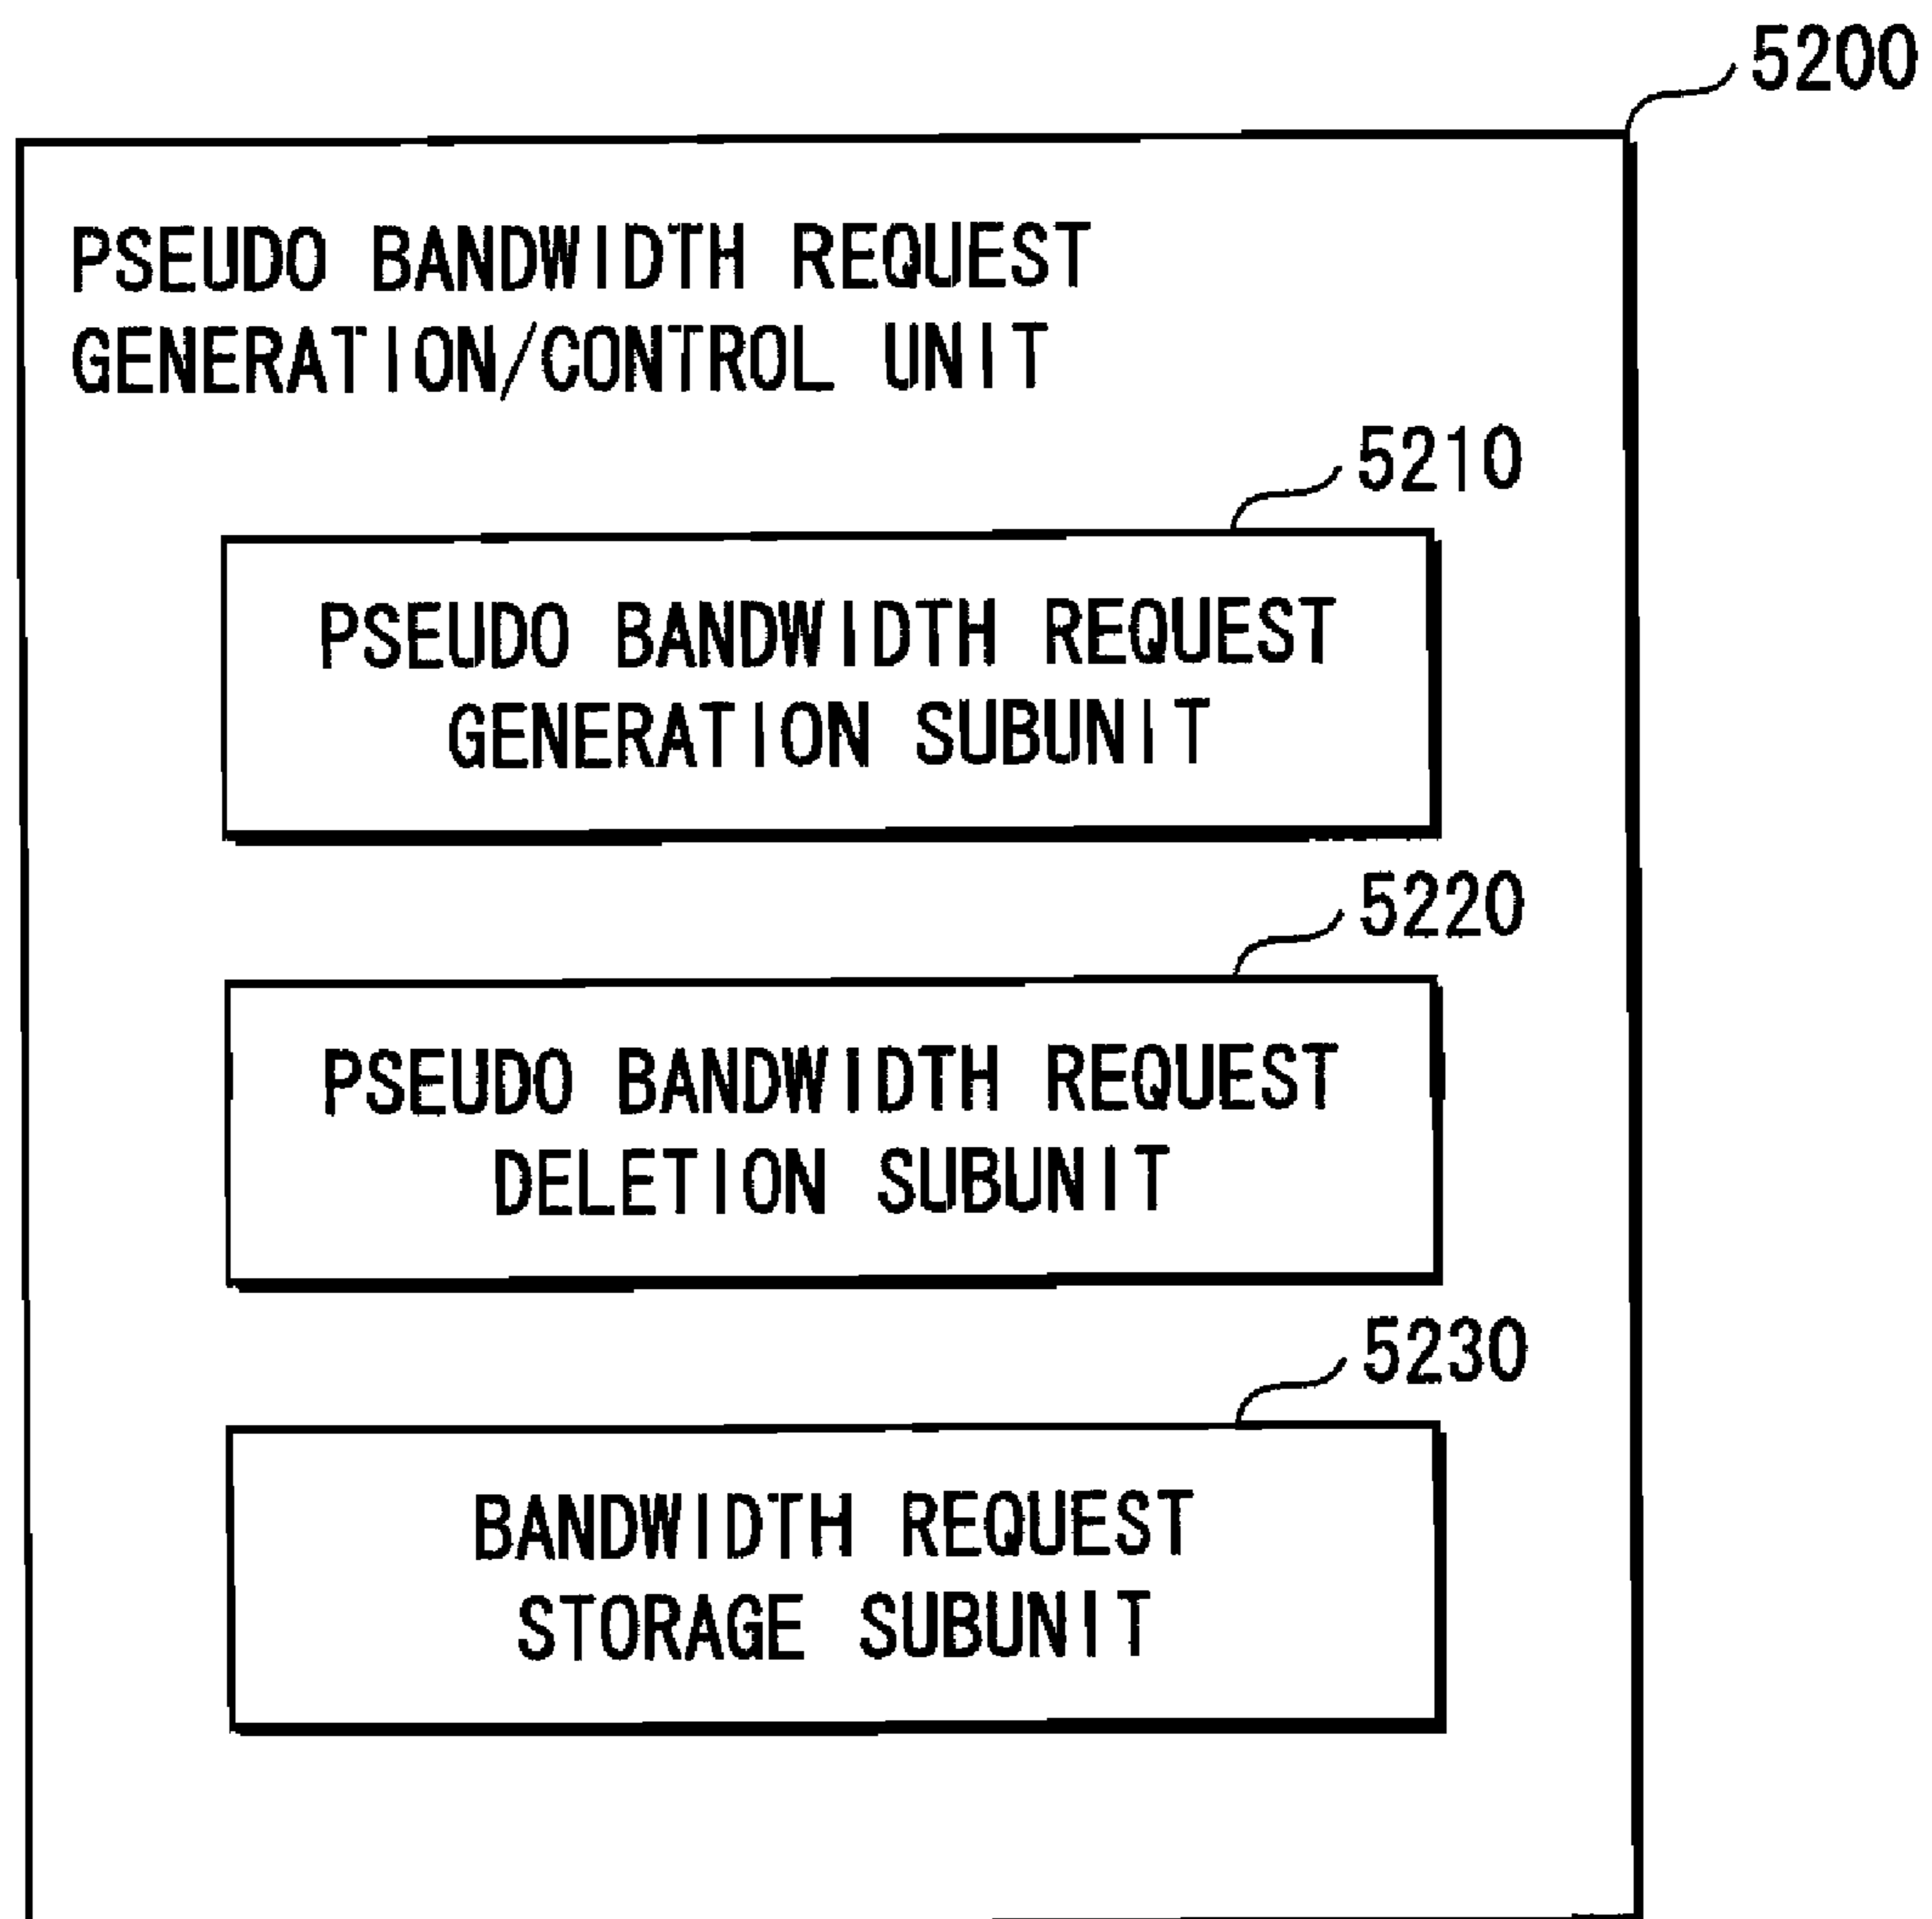 5200
PSEUDO BANDWIDTH REQUEST
GENERATION/CONTROL UNIT
5210
PSEUDO BANDWIDTH REQUEST
GENERATION SUBUNIT
5220
PSEUDO BANDWIDTH REQUEST
DELETION SUBUNIT
5230
BANDWIDTH REQUEST
STORAGE SUBUNIT